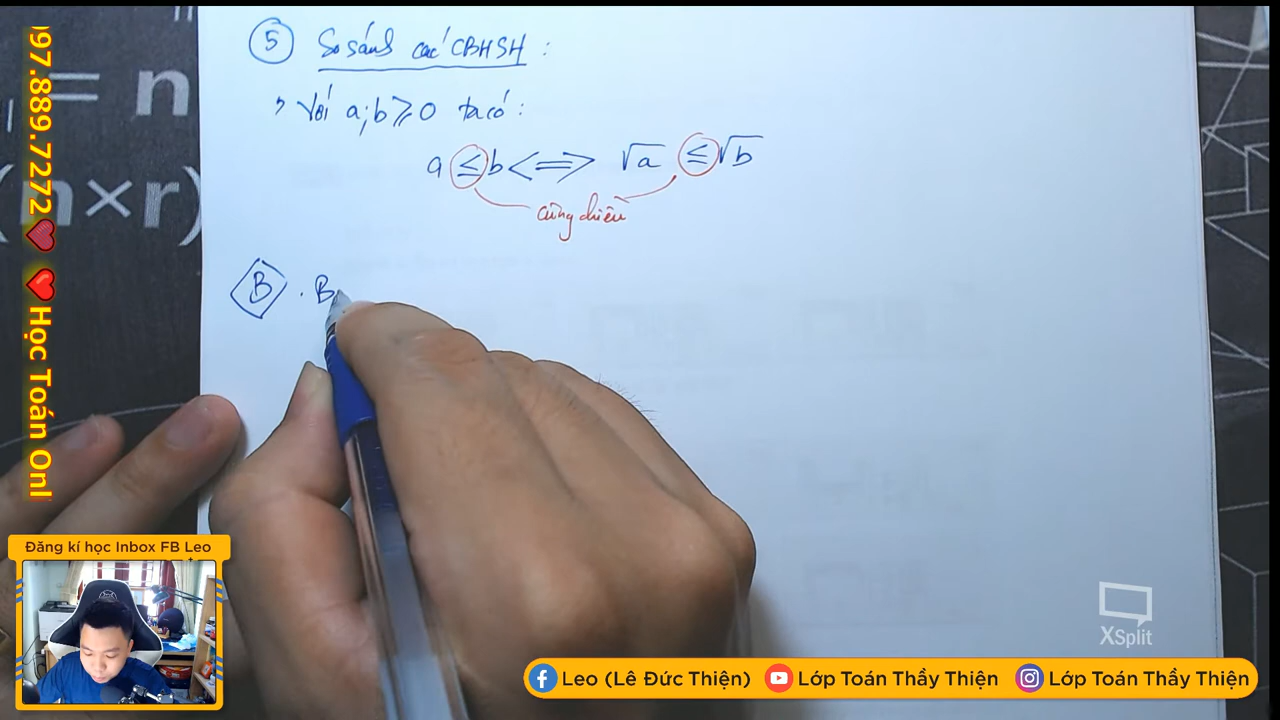 5 So sánh các CBHSH :
Với a;b ⩾ 0 ta có :
a ≤ b <=> √a ≤ √b
cùng chiều
B . B
= n
(n×r)
97.889.7272 ❤ ❤ Học Toán Onl
Đăng kí học Inbox FB Leo
XSplit
Leo (Lê Đức Thiện) Lớp Toán Thầy Thiện Lớp Toán Thầy Thiện